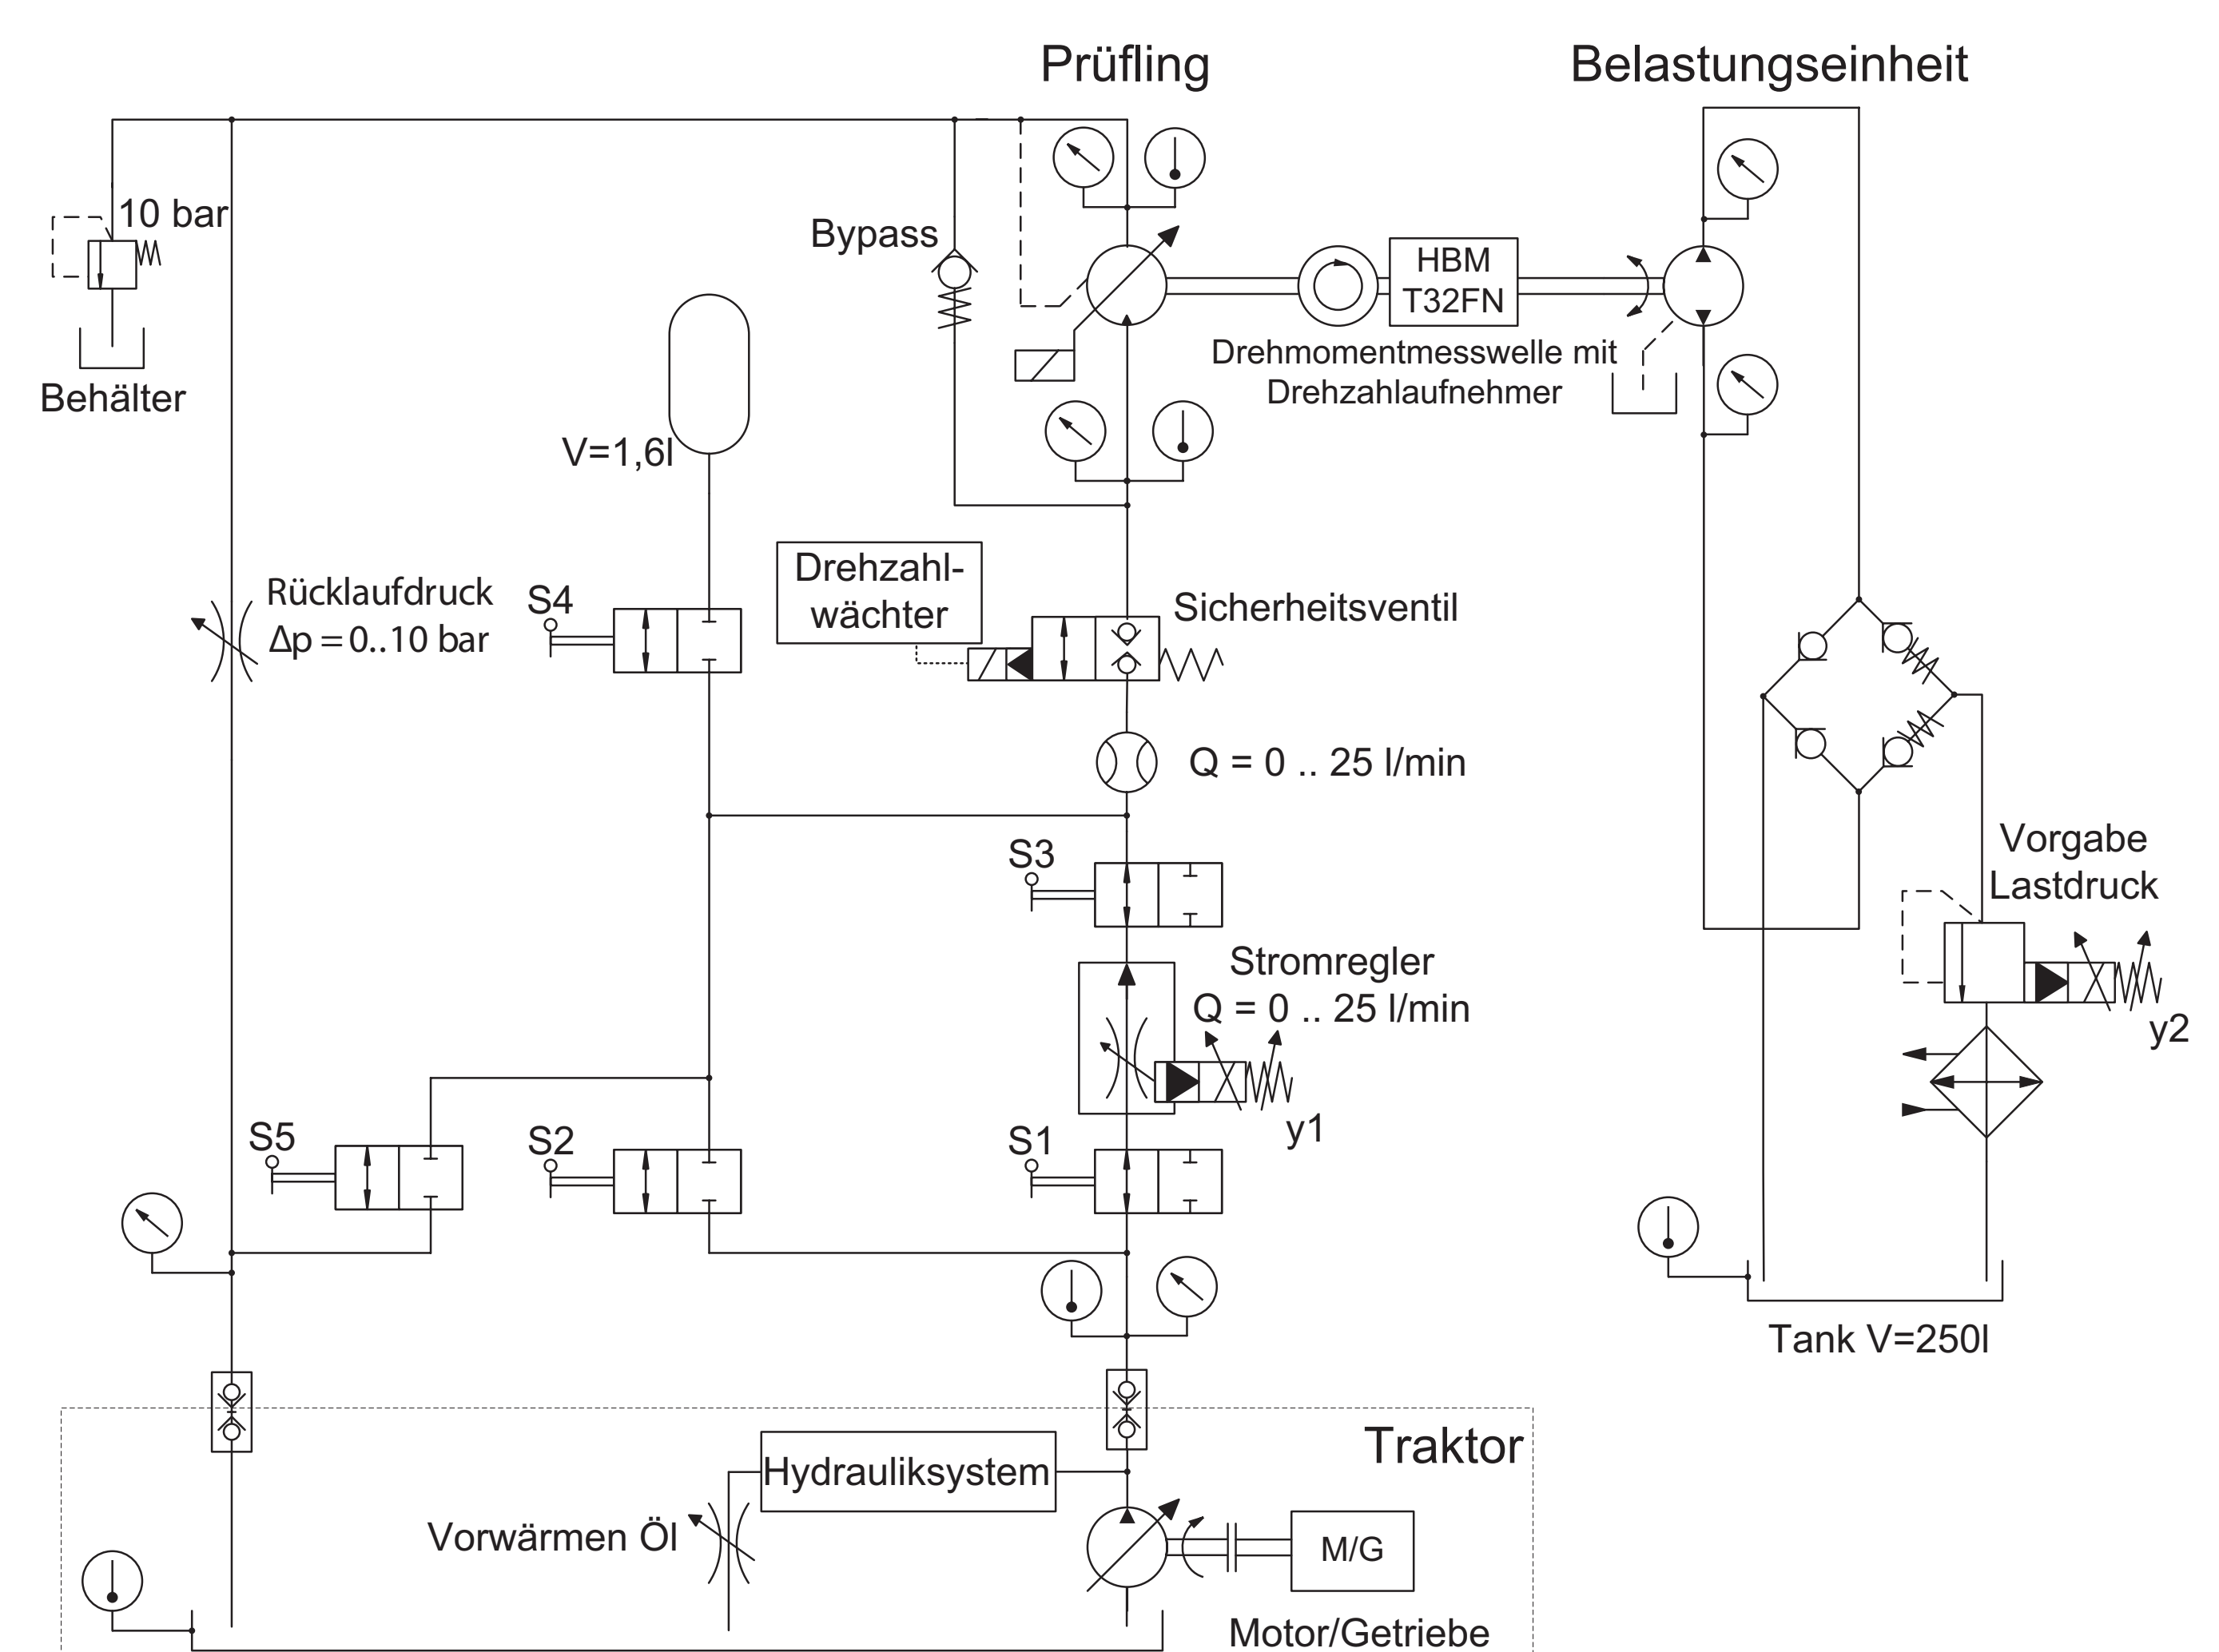 Prüfling
Belastungseinheit
10 bar
Behälter
Bypass
HBM
T32FN
Drehmomentmesswelle mit
Drehzahlaufnehmer
V=1,6l
Rücklaufdruck
Δp = 0..10 bar
S4
Drehzahl-
wächter
Sicherheitsventil
Q = 0 .. 25 l/min
S3
Stromregler
Q = 0 .. 25 l/min
y1
Vorgabe
Lastdruck
y2
S5
S2
S1
Tank V=250l
Traktor
Hydrauliksystem
Vorwärmen Öl
M/G
Motor/Getriebe